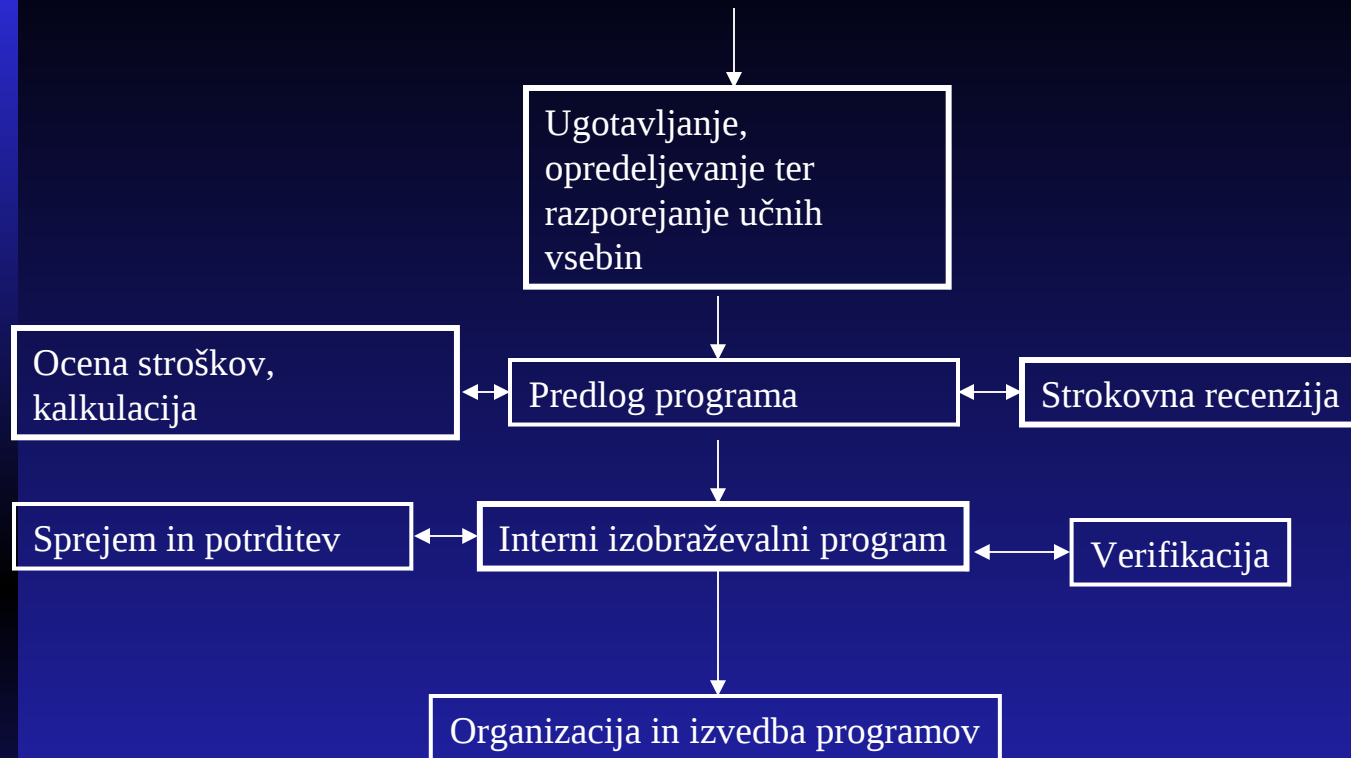 Ugotavljanje,
opredeljevanje ter
razporejanje učnih
vsebin
Ocena stroškov,
kalkulacija
Predlog programa
Strokovna recenzija
Sprejem in potrditev
Interni izobraževalni program
Verifikacija
Organizacija in izvedba programov